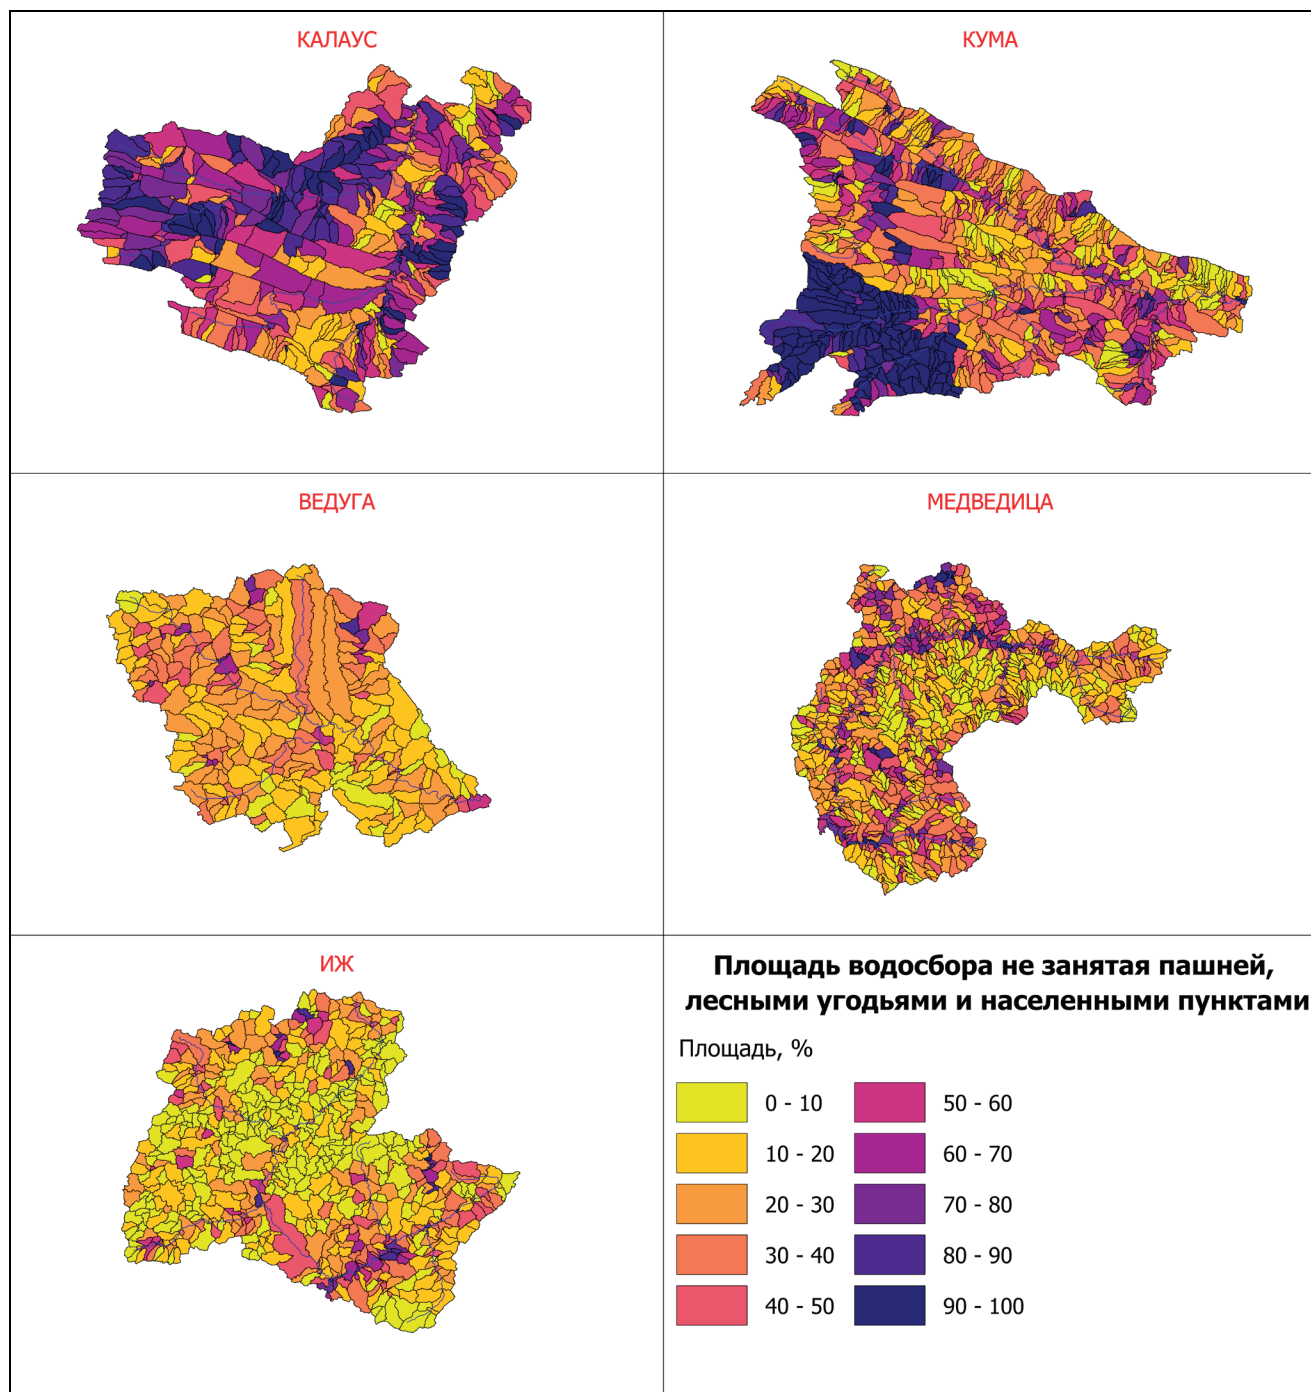 КАЛАУС
КУМА
ВЕДУГА
МЕДВЕДИЦА
ИЖ
Площадь водосбора не занятая пашней,
лесными угодьями и населенными пунктами
Площадь, %
0 - 10
10 - 20
20 - 30
30 - 40
40 - 50
50 - 60
60 - 70
70 - 80
80 - 90
90 - 100